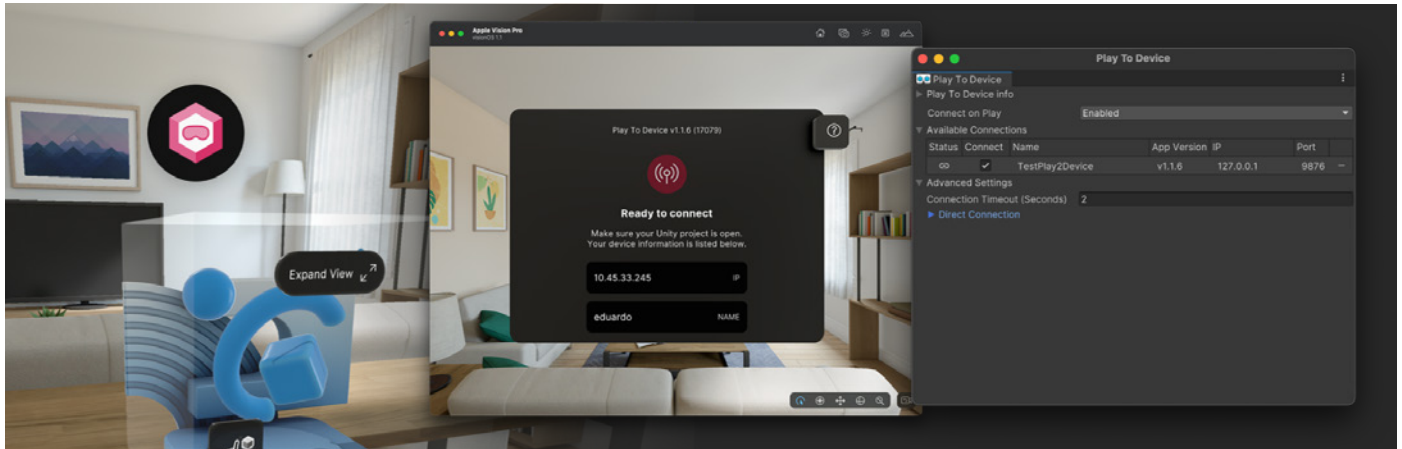 Expand View
Apple Vision Pro
visionOS 1.1
Play To Device v1.1.6 (17079)
Ready to connect
Make sure your Unity project is open.
Your device information is listed below.
10.45.33.245 IP
eduardo NAME
Play To Device
Play To Device
Play To Device info
Connect on Play Enabled
Available Connections
Status Connect Name App Version IP Port
TestPlay2Device v1.1.6 127.0.0.1 9876
Advanced Settings
Connection Timeout (Seconds) 2
Direct Connection